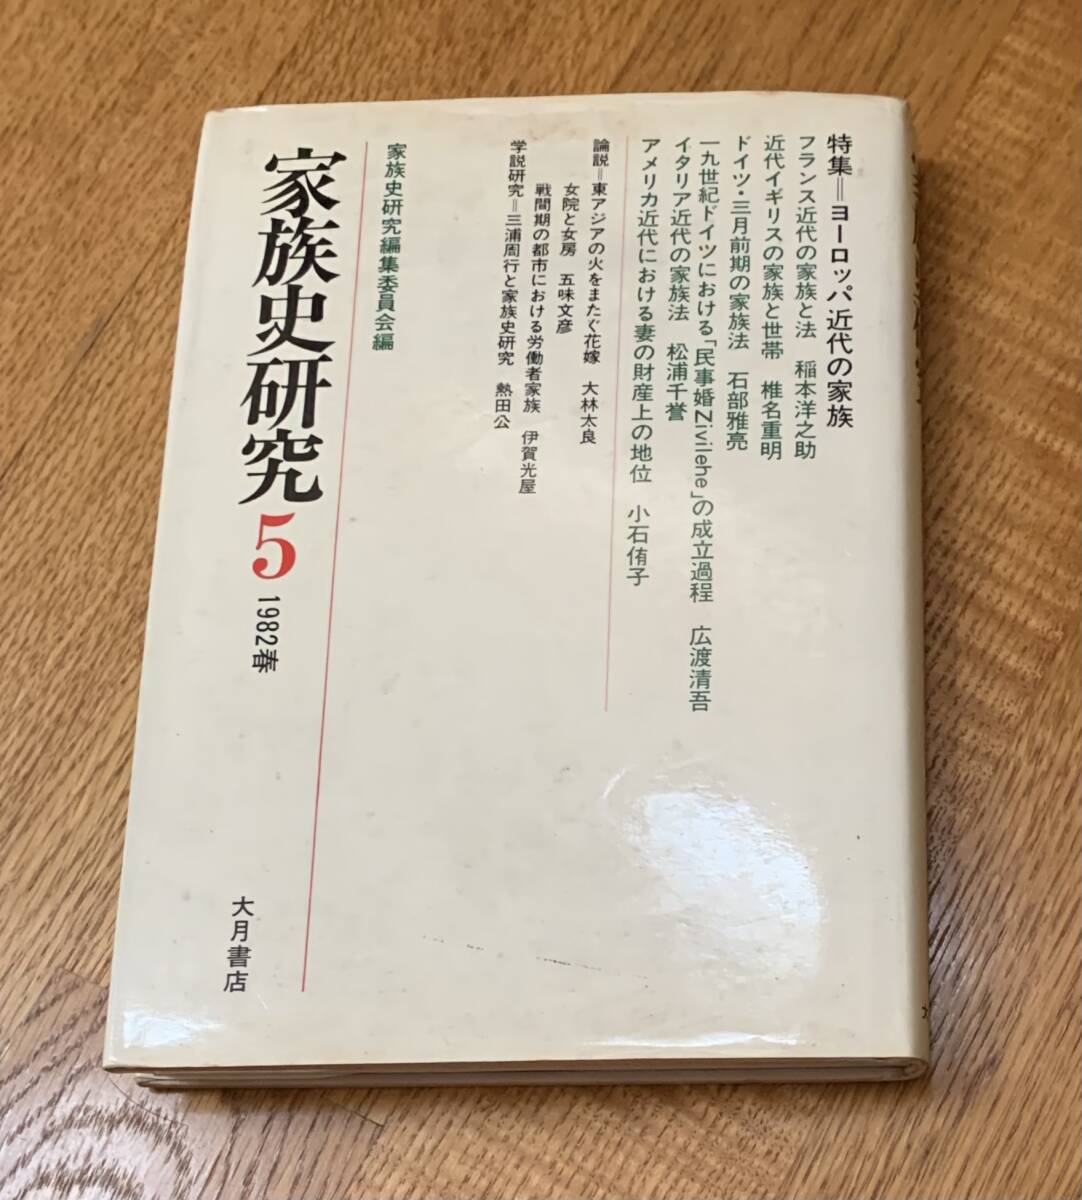 特集＝ヨーロッパ近代の家族
フランス近代の家族と法　稲本洋之助
近代イギリスの家族と世帯　椎名重明
ドイツ・三月前期の家族法　石部雅亮
一九世紀ドイツにおける「民事婚Zivilehe」の成立過程　広渡清吾
イタリア近代の家族法　松浦千誉
アメリカ近代における妻の財産上の地位　小石侑子
論説＝東アジアの火をまたぐ花嫁　大林太良
女院と女房　五味文彦
戦間期の都市における労働者家族　伊賀光屋
学説研究＝三浦周行と家族史研究　熱田公
家族史研究編集委員会編
家族史研究5
1982春
大月書店